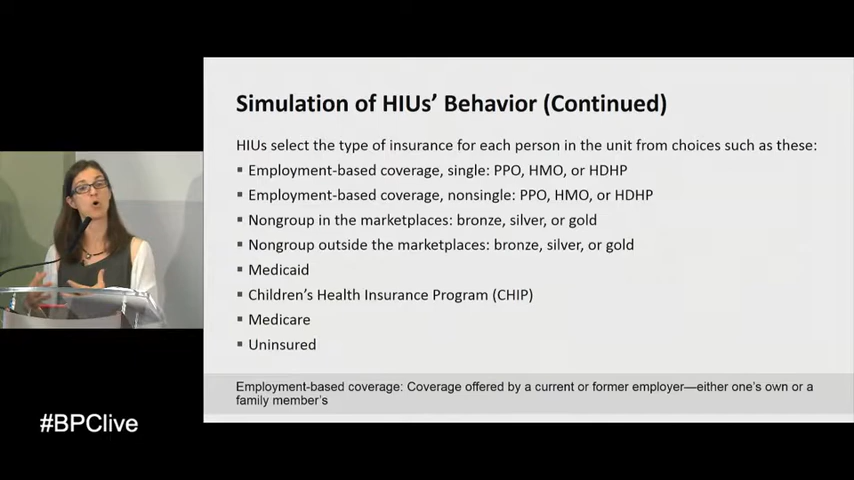 Simulation of HIUs' Behavior (Continued)
HIUs select the type of insurance for each person in the unit from choices such as these:
▪ Employment-based coverage, single: PPO, HMO, or HDHP
▪ Employment-based coverage, nonsingle: PPO, HMO, or HDHP
▪ Nongroup in the marketplaces: bronze, silver, or gold
▪ Nongroup outside the marketplaces: bronze, silver, or gold
▪ Medicaid
▪ Children's Health Insurance Program (CHIP)
▪ Medicare
▪ Uninsured
Employment-based coverage: Coverage offered by a current or former employer—either one's own or a
family member's
#BPClive